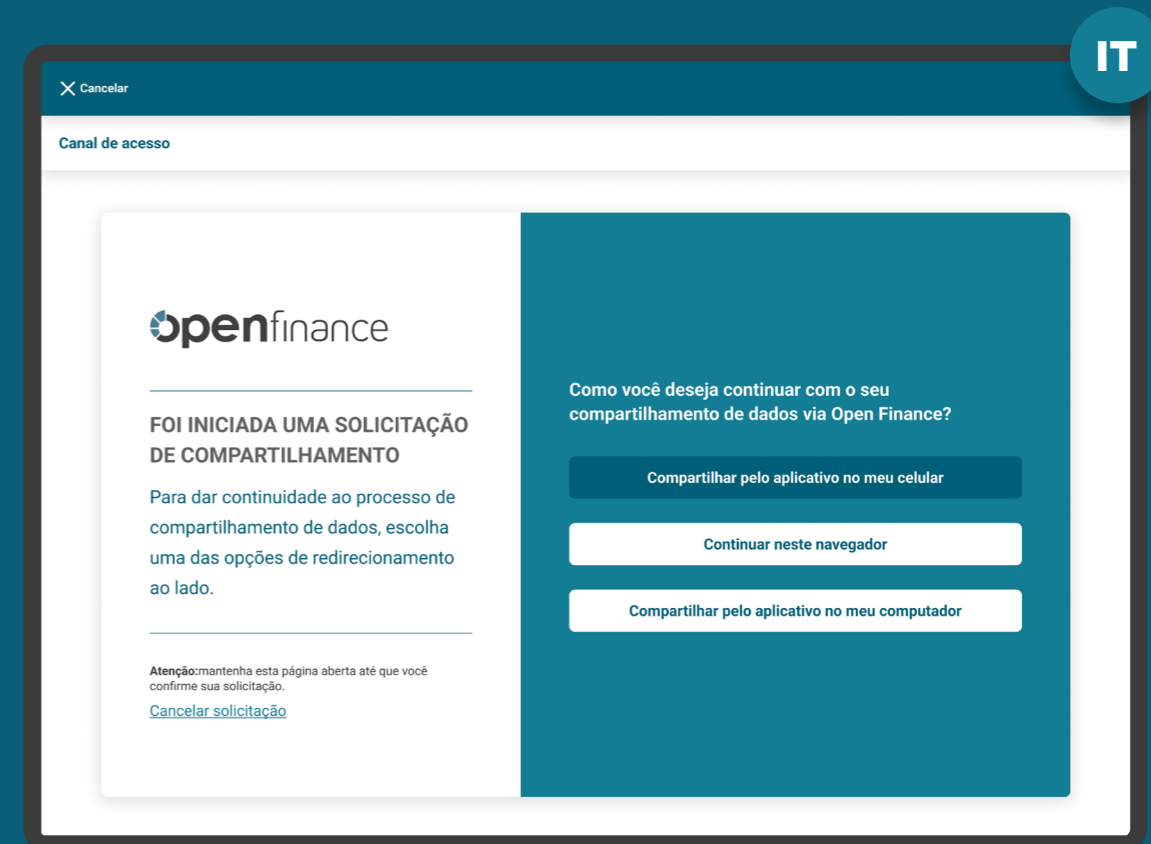 IT
Cancelar
Canal de acesso
openfinance
FOI INICIADA UMA SOLICITAÇÃO
DE COMPARTILHAMENTO
Para dar continuidade ao processo de
compartilhamento de dados, escolha
uma das opções de redirecionamento
ao lado.
Atenção:mantenha esta página aberta até que você
confirme sua solicitação.
Cancelar solicitação
Como você deseja continuar com o seu
compartilhamento de dados via Open Finance?
Compartilhar pelo aplicativo no meu celular
Continuar neste navegador
Compartilhar pelo aplicativo no meu computador